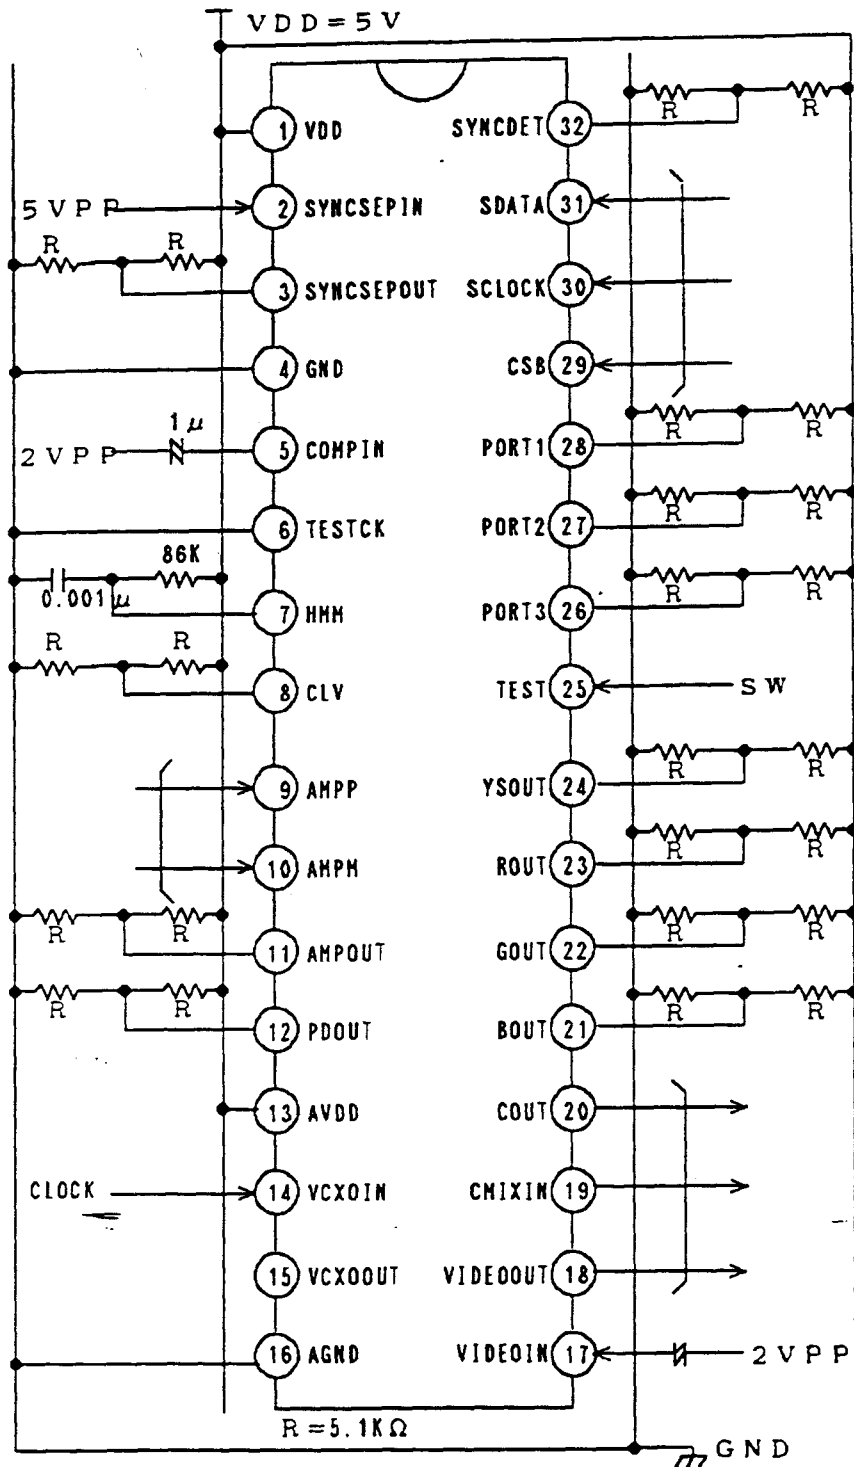 VDD=5V
R R
1 VDD SYNCDET 32
5VPP 2 SYNCSEPIN SDATA 31
R R
3 SYNCSEPOUT SCLOCK 30
4 GND CSB 29
1μ R R
2VPP 5 COMPIN PORT1 28
R R
6 TESTCK PORT2 27
86K
0.001μ R R
7 HMM PORT3 26
R R
8 CLV TEST 25 SW
R R
9 AMPP YSOUT 24
R R
10 AMPM ROUT 23
R R R R
11 AMPOUT GOUT 22
R R R R
12 PDOUT BOUT 21
13 AVDD COUT 20
CLOCK 14 VCXOIN CMIXIN 19
15 VCXOOUT VIDEOOUT 18
16 AGND VIDEOIN 17 2VPP
R=5.1KΩ
GND